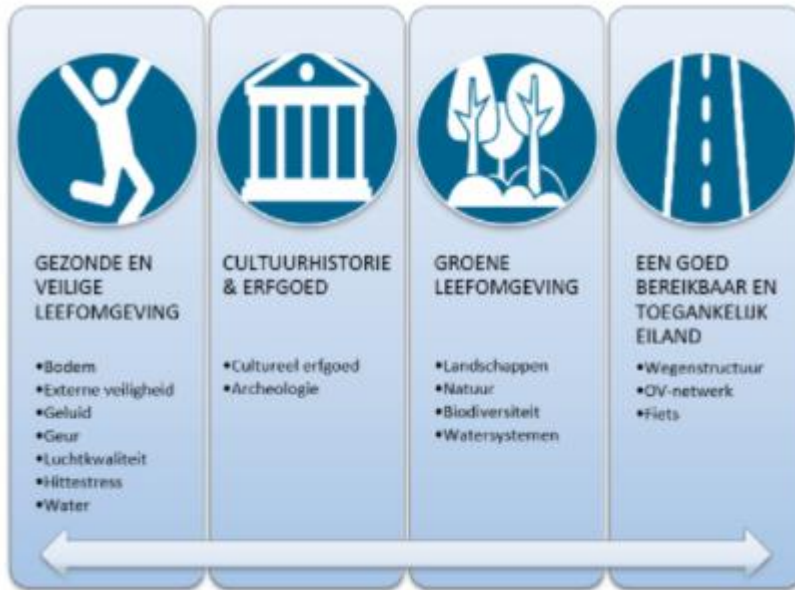 GEZONDE EN
VEILIGE
LEEFOMGEVING
•Bodem
•Externe veiligheid
•Geluid
•Geur
•Luchtkwaliteit
•Hittestress
•Water
CULTUURHISTORIE
& ERFGOED
•Cultureel erfgoed
•Archeologie
GROENE
LEEFOMGEVING
•Landschappen
•Natuur
•Biodiversiteit
•Watersystemen
EEN GOED
BEREIKBAAR EN
TOEGANKELIJK
EILAND
•Wegenstructuur
•OV-netwerk
•Fiets